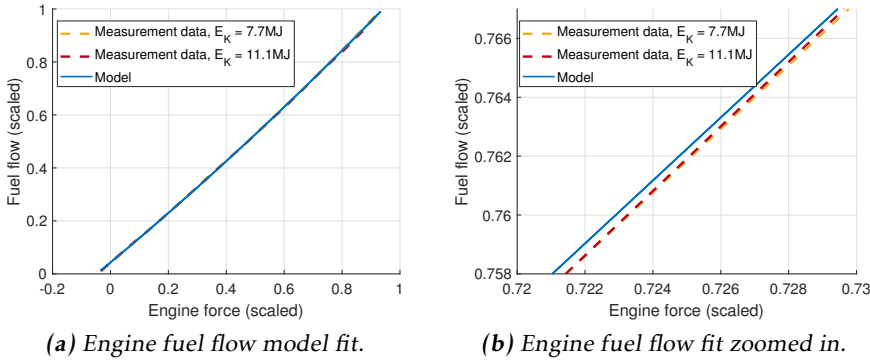 1
0.8
0.6
0.4
0.2
0
Fuel flow (scaled)
Measurement data, E_K = 7.7MJ
Measurement data, E_K = 11.1MJ
Model
-0.2 0 0.2 0.4 0.6 0.8 1
Engine force (scaled)
(a) Engine fuel flow model fit.
0.766
0.764
0.762
0.76
0.758
Fuel flow (scaled)
Measurement data, E_K = 7.7MJ
Measurement data, E_K = 11.1MJ
Model
0.72 0.722 0.724 0.726 0.728 0.73
Engine force (scaled)
(b) Engine fuel flow fit zoomed in.